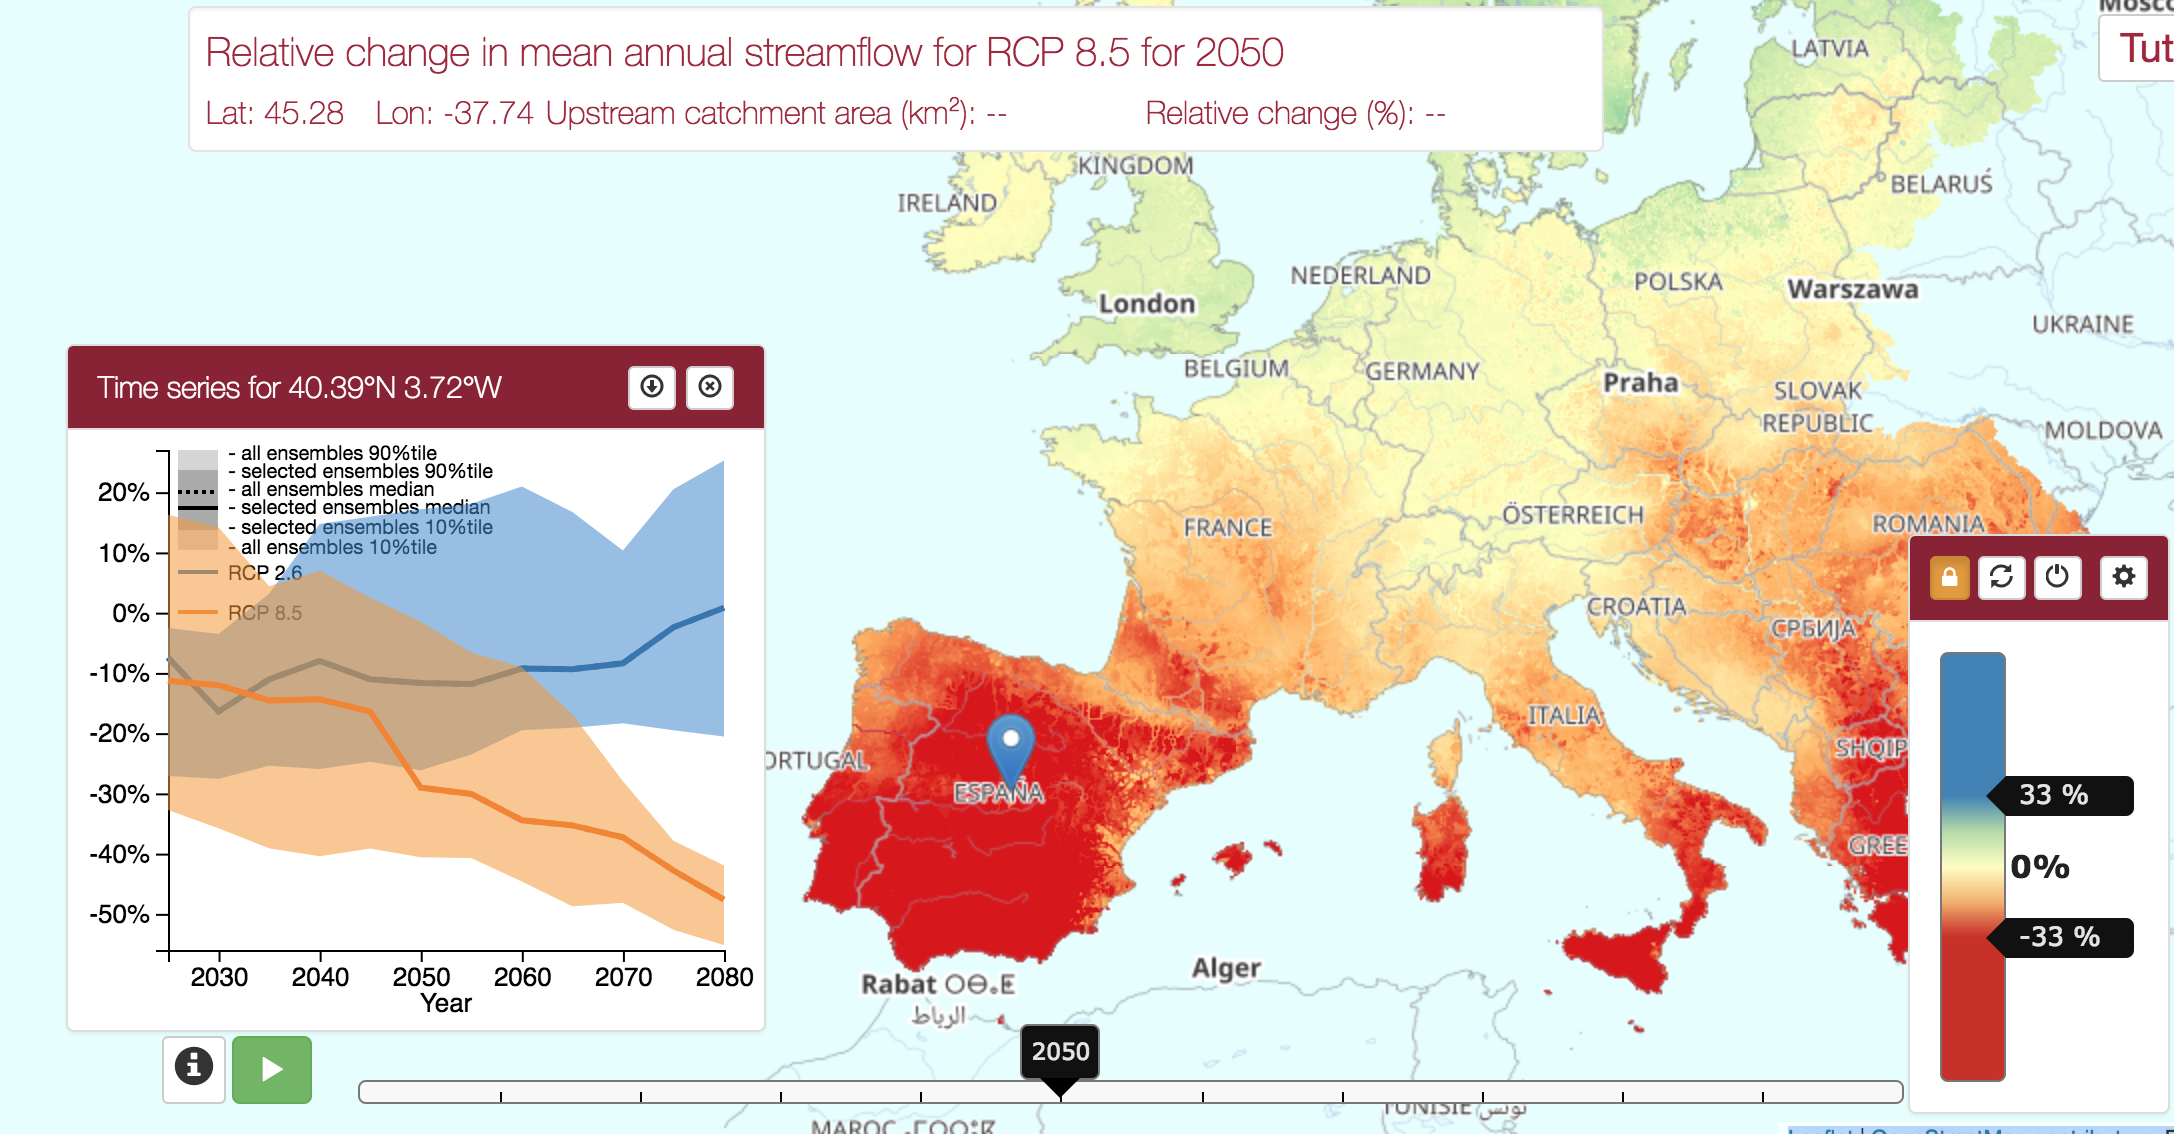 Relative change in mean annual streamflow for RCP 8.5 for 2050
Lat: 45.28 Lon: -37.74 Upstream catchment area (km²): -- Relative change (%): --
Tut
LATVIA
KINGDOM
IRELAND
BELARUŚ
NEDERLAND
London
POLSKA
Warszawa
UKRAINE
BELGIUM
GERMANY
Praha
SLOVAK
REPUBLIC
MOLDOVA
FRANCE
ÖSTERREICH
ROMANIA
CROATIA
СРБИЈА
ITALIA
SHQIP
ORTUGAL
ESPAÑA
GREE
Alger
Rabat ⵔⴱⴰⵟ
الرباط
TUNISIE تونس
MAROC
Time series for 40.39°N 3.72°W
- all ensembles 90%tile
- selected ensembles 90%tile
- all ensembles median
- selected ensembles median
- selected ensembles 10%tile
- all ensembles 10%tile
RCP 2.6
RCP 8.5
20%
10%
0%
-10%
-20%
-30%
-40%
-50%
2030 2040 2050 2060 2070 2080
Year
33 %
0%
-33 %
2050